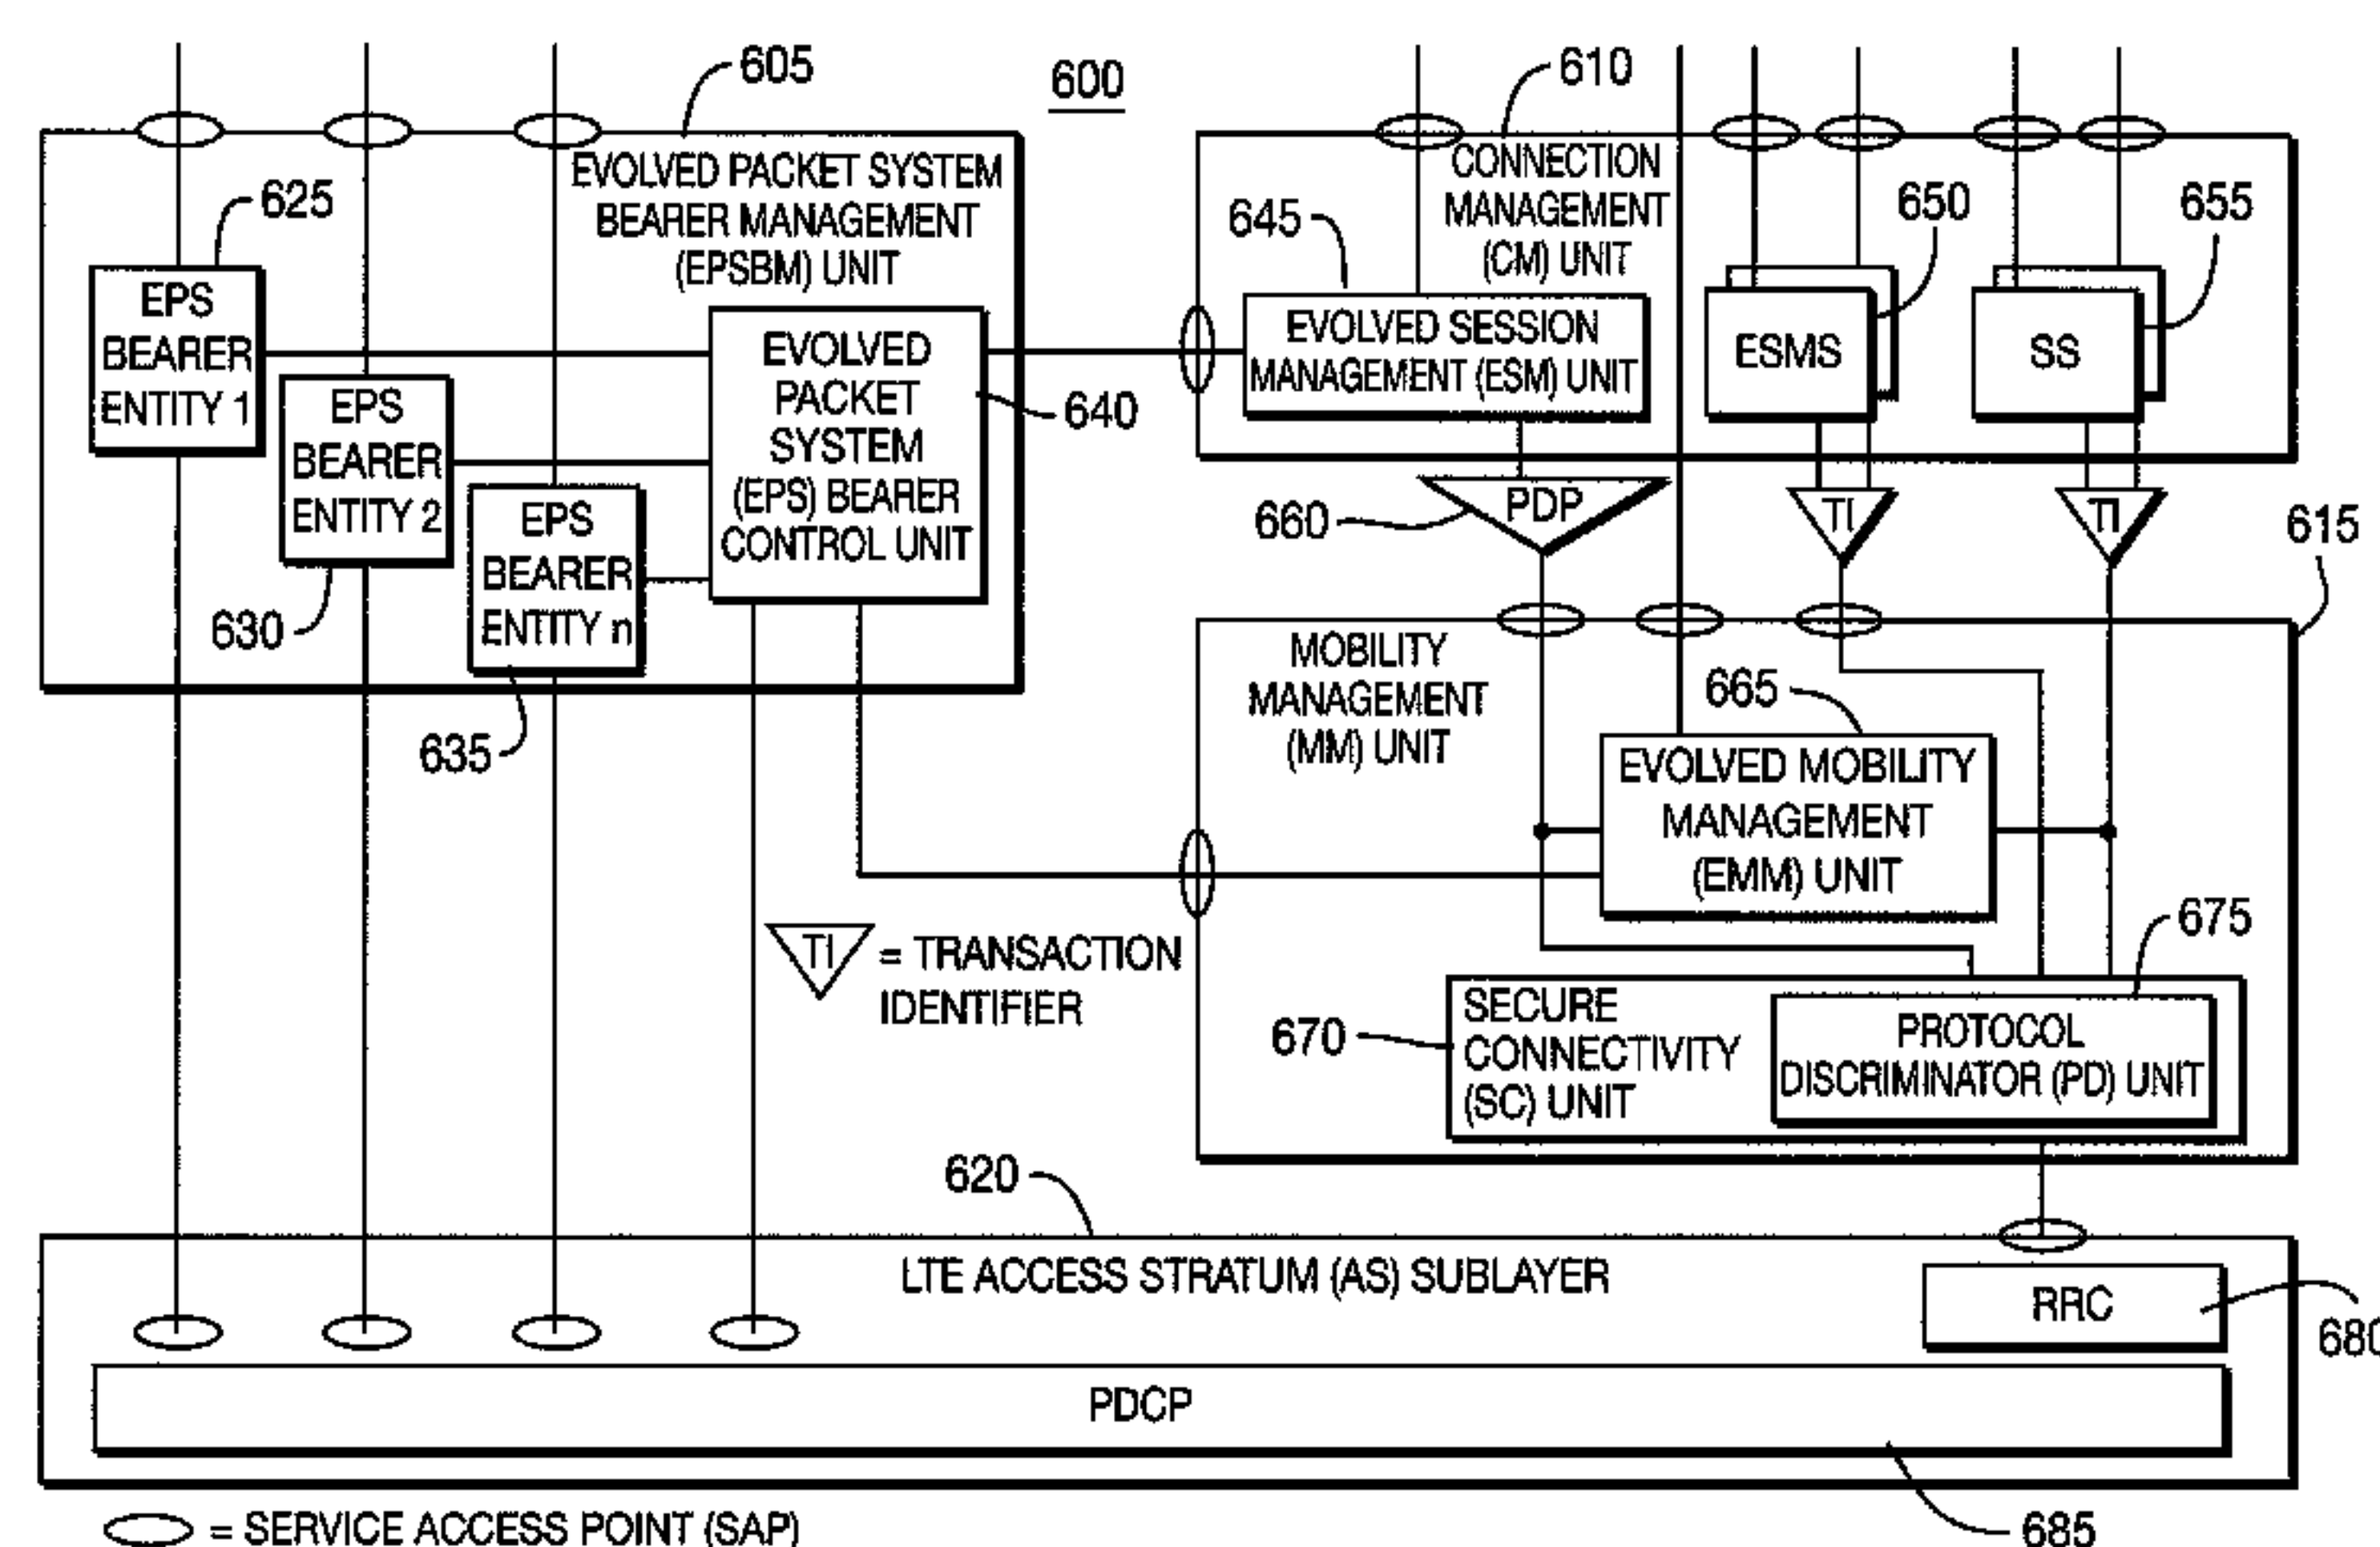 605
600
610
EVOLVED PACKET SYSTEM
BEARER MANAGEMENT
(EPSBM) UNIT
CONNECTION
MANAGEMENT
(CM) UNIT
625
645
650
655
EPS
BEARER
ENTITY 1
EPS
BEARER
ENTITY 2
EPS
BEARER
ENTITY n
EVOLVED
PACKET
SYSTEM
(EPS) BEARER
CONTROL UNIT
640
EVOLVED SESSION
MANAGEMENT (ESM) UNIT
ESMS
SS
660
PDP
TI
TI
615
630
635
MOBILITY
MANAGEMENT
(MM) UNIT
665
EVOLVED MOBILITY
MANAGEMENT
(EMM) UNIT
675
TI = TRANSACTION
IDENTIFIER
670
SECURE
CONNECTIVITY
(SC) UNIT
PROTOCOL
DISCRIMINATOR (PD) UNIT
620
LTE ACCESS STRATUM (AS) SUBLAYER
RRC
680
PDCP
= SERVICE ACCESS POINT (SAP)
685